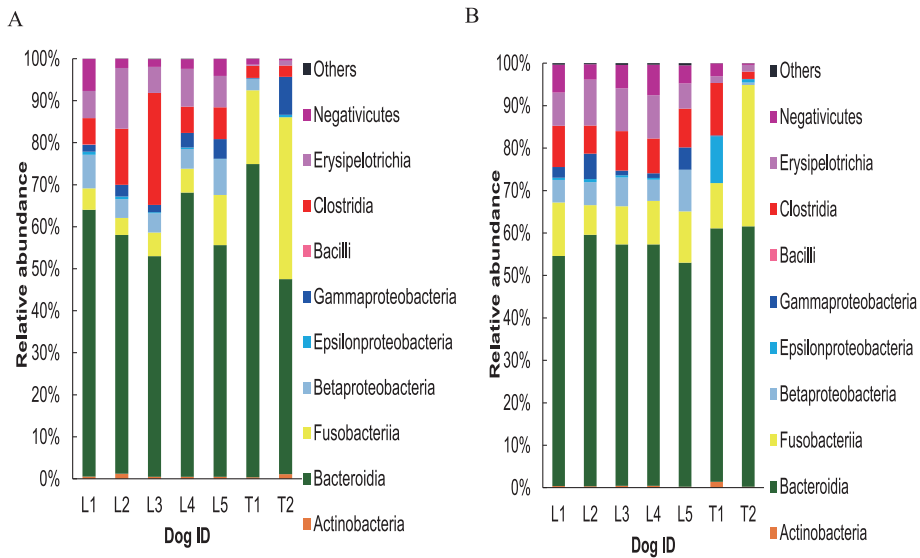 A
100%
90%
80%
70%
60%
50%
40%
30%
20%
10%
0%
Relative abundance
L1 L2 L3 L4 L5 T1 T2
Dog ID
Others
Negativicutes
Erysipelotrichia
Clostridia
Bacilli
Gammaproteobacteria
Epsilonproteobacteria
Betaproteobacteria
Fusobacteriia
Bacteroidia
Actinobacteria
B
100%
90%
80%
70%
60%
50%
40%
30%
20%
10%
0%
Relative abundance
L1 L2 L3 L4 L5 T1 T2
Dog ID
Others
Negativicutes
Erysipelotrichia
Clostridia
Bacilli
Gammaproteobacteria
Epsilonproteobacteria
Betaproteobacteria
Fusobacteriia
Bacteroidia
Actinobacteria